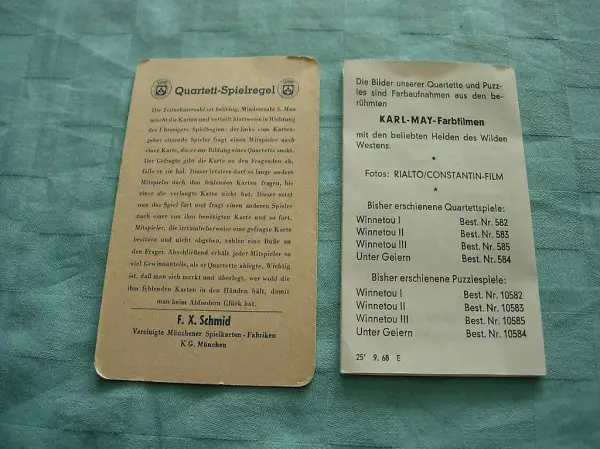 Quartett-Spielregel
Die Teilnehmerzahl ist beliebig, Mindestzahl 3. Man
mischt die Karten und verteilt blattweise in Richtung
des Uhrzeigers. Spielbeginn: der links vom Karten-
geber sitzende Spieler fragt einen Mitspieler nach
einer Karte, die er zur Bildung eines Quartetts sucht.
Der Gefragte gibt die Karte an den Fragenden ab,
falls er sie hat. Dieser letztere darf so lange andere
Mitspieler nach ihm fehlenden Karten fragen, bis
einer die verlangte Karte nicht hat. Dieser setzt
nun das Spiel fort und fragt einen anderen Spieler
nach einer von ihm benötigten Karte und so fort.
Mitspieler, die irrtümlicherweise eine gefragte Karte
besitzen und nicht abgeben, zahlen eine Buße an
den Frager. Abschließend erhält jeder Mitspieler so
viel Gewinnanteile, als er Quartette ablegte. Wichtig
ist, daß man sich merkt und überlegt, wer wohl die
ihm fehlenden Karten in den Händen hält, damit
man beim Abfordern Glück hat.
F. X. Schmid
Vereinigte Münchener Spielkarten-Fabriken
K G. München
Die Bilder unserer Quartette und Puzz-
les sind Farbaufnahmen aus den be-
rühmten
KARL-MAY-Farbfilmen
mit den beliebten Helden des Wilden
Westens.
*
Fotos: RIALTO/CONSTANTIN-FILM
*
Bisher erschienene Quartettspiele:
Winnetou I Best. Nr. 582
Winnetou II Best. Nr. 583
Winnetou III Best. Nr. 585
Unter Geiern Best. Nr. 584
Bisher erschienene Puzzlespiele:
Winnetou I Best. Nr. 10582
Winnetou II Best. Nr. 10583
Winnetou III Best. Nr. 10585
Unter Geiern Best. Nr. 10584
25' 9. 68 E